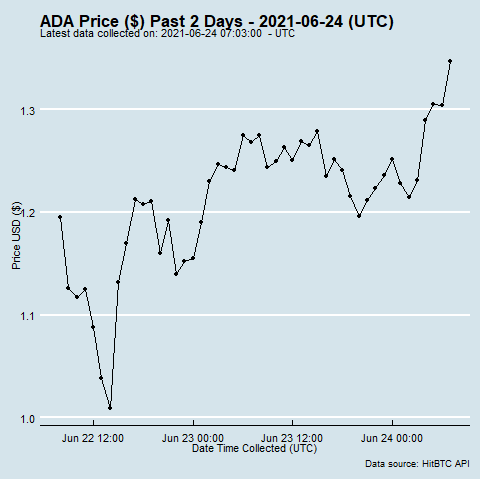 ADA Price ($) Past 2 Days - 2021-06-24 (UTC)
Latest data collected on: 2021-06-24 07:03:00 - UTC
1.3
1.2
1.1
1.0
Price USD ($)
Jun 22 12:00 Jun 23 00:00 Jun 23 12:00 Jun 24 00:00
Date Time Collected (UTC)
Data source: HitBTC API